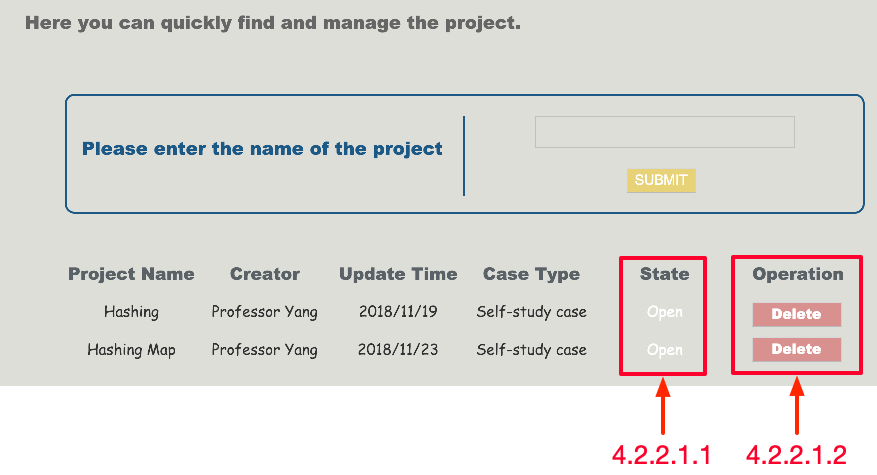 Here you can quickly find and manage the project.
Please enter the name of the project
SUBMIT
Project Name Creator Update Time Case Type State Operation
Hashing Professor Yang 2018/11/19 Self-study case Open Delete
Hashing Map Professor Yang 2018/11/23 Self-study case Open Delete
4.2.2.1.1 4.2.2.1.2